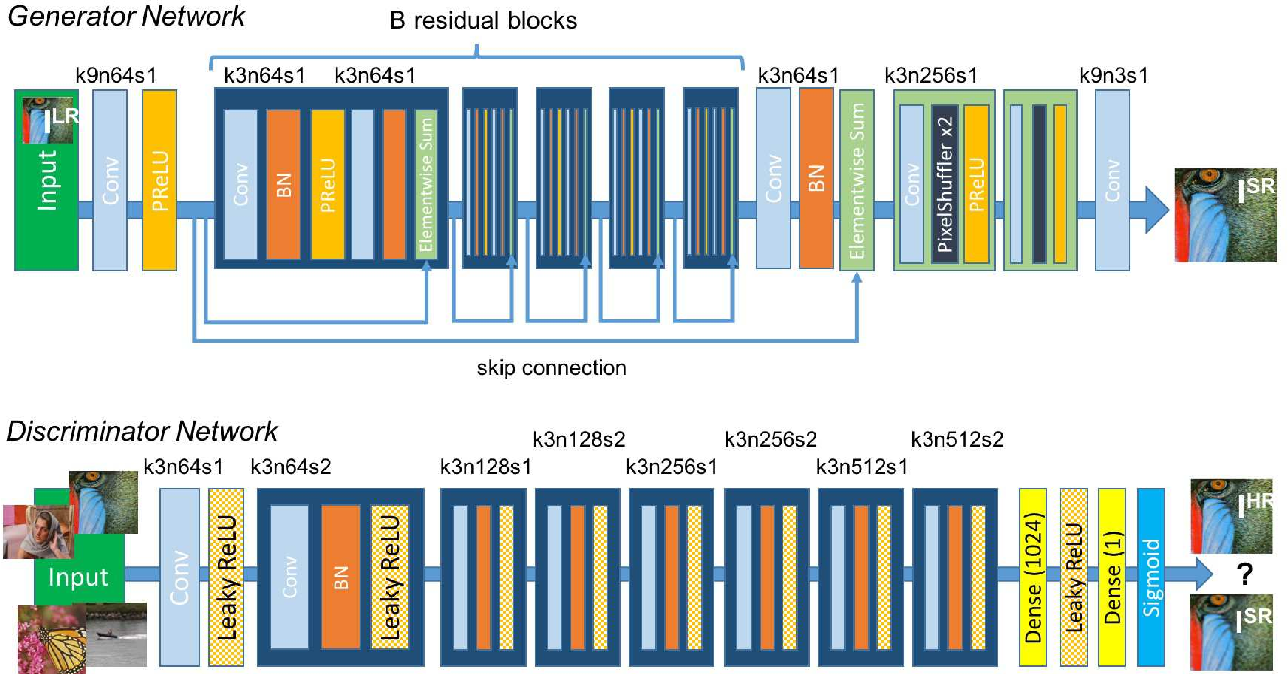 Generator Network
B residual blocks
k9n64s1
k3n64s1
k3n64s1
k3n64s1
k3n256s1
k9n3s1
I^LR
Input
Conv
PReLU
Conv
BN
PReLU
Elementwise Sum
Conv
BN
Elementwise Sum
Conv
PixelShuffler x2
PReLU
Conv
I^SR
skip connection
Discriminator Network
k3n64s1
k3n64s2
k3n128s1
k3n128s2
k3n256s1
k3n256s2
k3n512s1
k3n512s2
Input
Conv
Leaky ReLU
Conv
BN
Leaky ReLU
Dense (1024)
Leaky ReLU
Dense (1)
Sigmoid
I^HR
?
I^SR